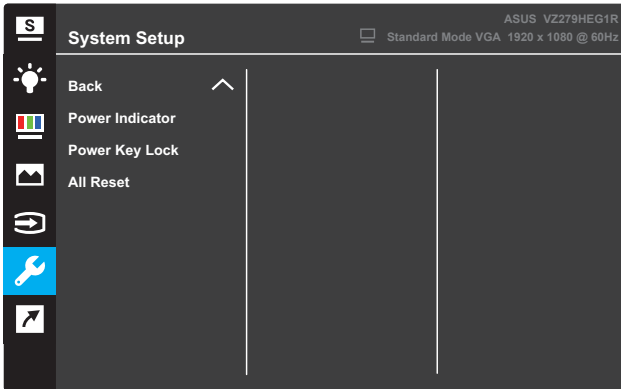 S
ASUS VZ279HEG1R
System Setup
Standard Mode VGA 1920 x 1080 @ 60Hz
Back
Power Indicator
Power Key Lock
All Reset